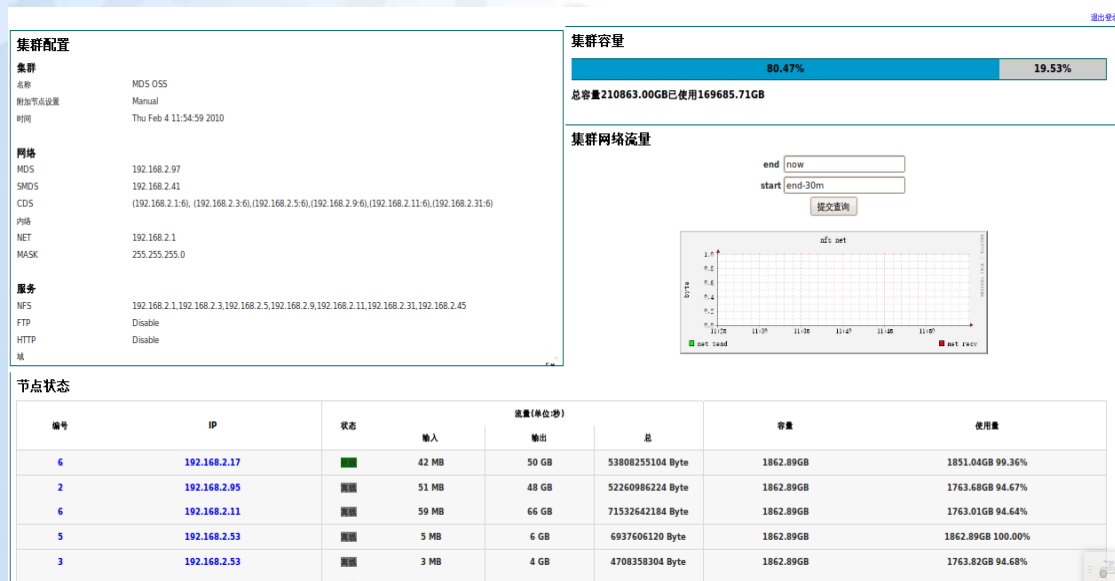 退出登
集群配置
集群
名称 MDS OSS
附加节点设置 Manual
时间 Thu Feb 4 11:54:59 2010
网络
MDS 192.168.2.97
SMDS 192.168.2.41
CDS (192.168.2.1:6), (192.168.2.3:6),(192.168.2.5:6),(192.168.2.9:6),(192.168.2.11:6),(192.168.2.31:6)
内络
NET 192.168.2.1
MASK 255.255.255.0
服务
NFS 192.168.2.1,192.168.2.3,192.168.2.5,192.168.2.9,192.168.2.11,192.168.2.31,192.168.2.45
FTP Disable
HTTP Disable
域
集群容量
80.47% 19.53%
总容量210863.00GB已使用169685.71GB
集群网络流量
end now
start end-30m
提交查询
nfs net
byte
1.0
0.8
0.6
0.4
0.2
0.0
net send net recv
节点状态
编号 IP 状态 流量(单位:秒) 容量 使用量
输入 输出 总
6 192.168.2.17 42 MB 50 GB 53808255104 Byte 1862.89GB 1851.04GB 99.36%
2 192.168.2.95 离线 51 MB 48 GB 52260986224 Byte 1862.89GB 1763.68GB 94.67%
6 192.168.2.11 离线 59 MB 66 GB 71532642184 Byte 1862.89GB 1763.01GB 94.64%
5 192.168.2.53 离线 5 MB 6 GB 6937606120 Byte 1862.89GB 1862.89GB 100.00%
3 192.168.2.53 离线 3 MB 4 GB 4708358304 Byte 1862.89GB 1763.82GB 94.68%